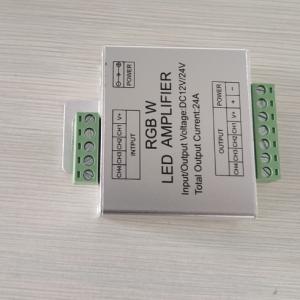 POWER
INTPUT
V+
CH1
CH2
CH3
CH4
RGB W
LED AMPLIFIER
Input/Output Voltage:DC12V/24V
Total Output Current:24A
POWER
+
-
OUTPUT
V+
CH1
CH2
CH3
CH4